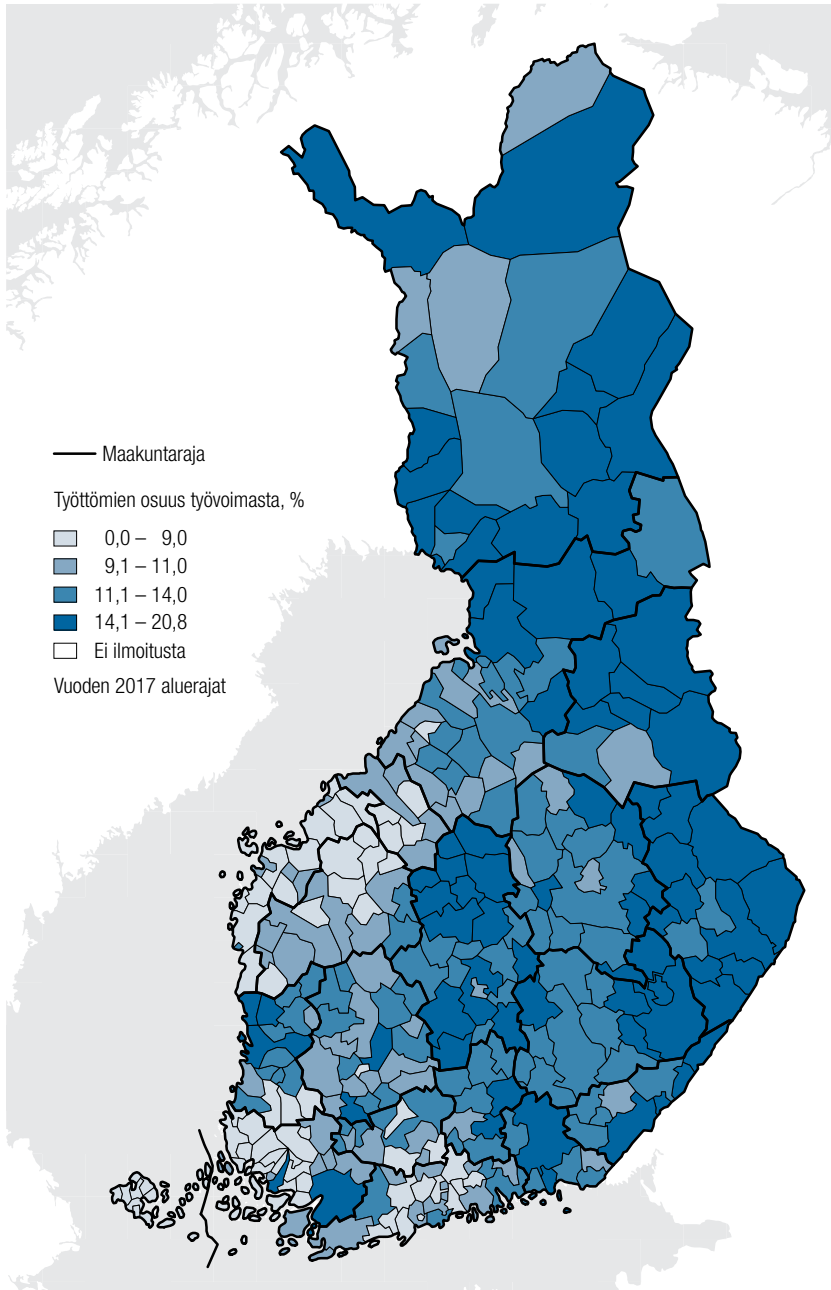 Maakuntaraja
Työttömien osuus työvoimasta, %
0,0 – 9,0
9,1 – 11,0
11,1 – 14,0
14,1 – 20,8
Ei ilmoitusta
Vuoden 2017 aluerajat